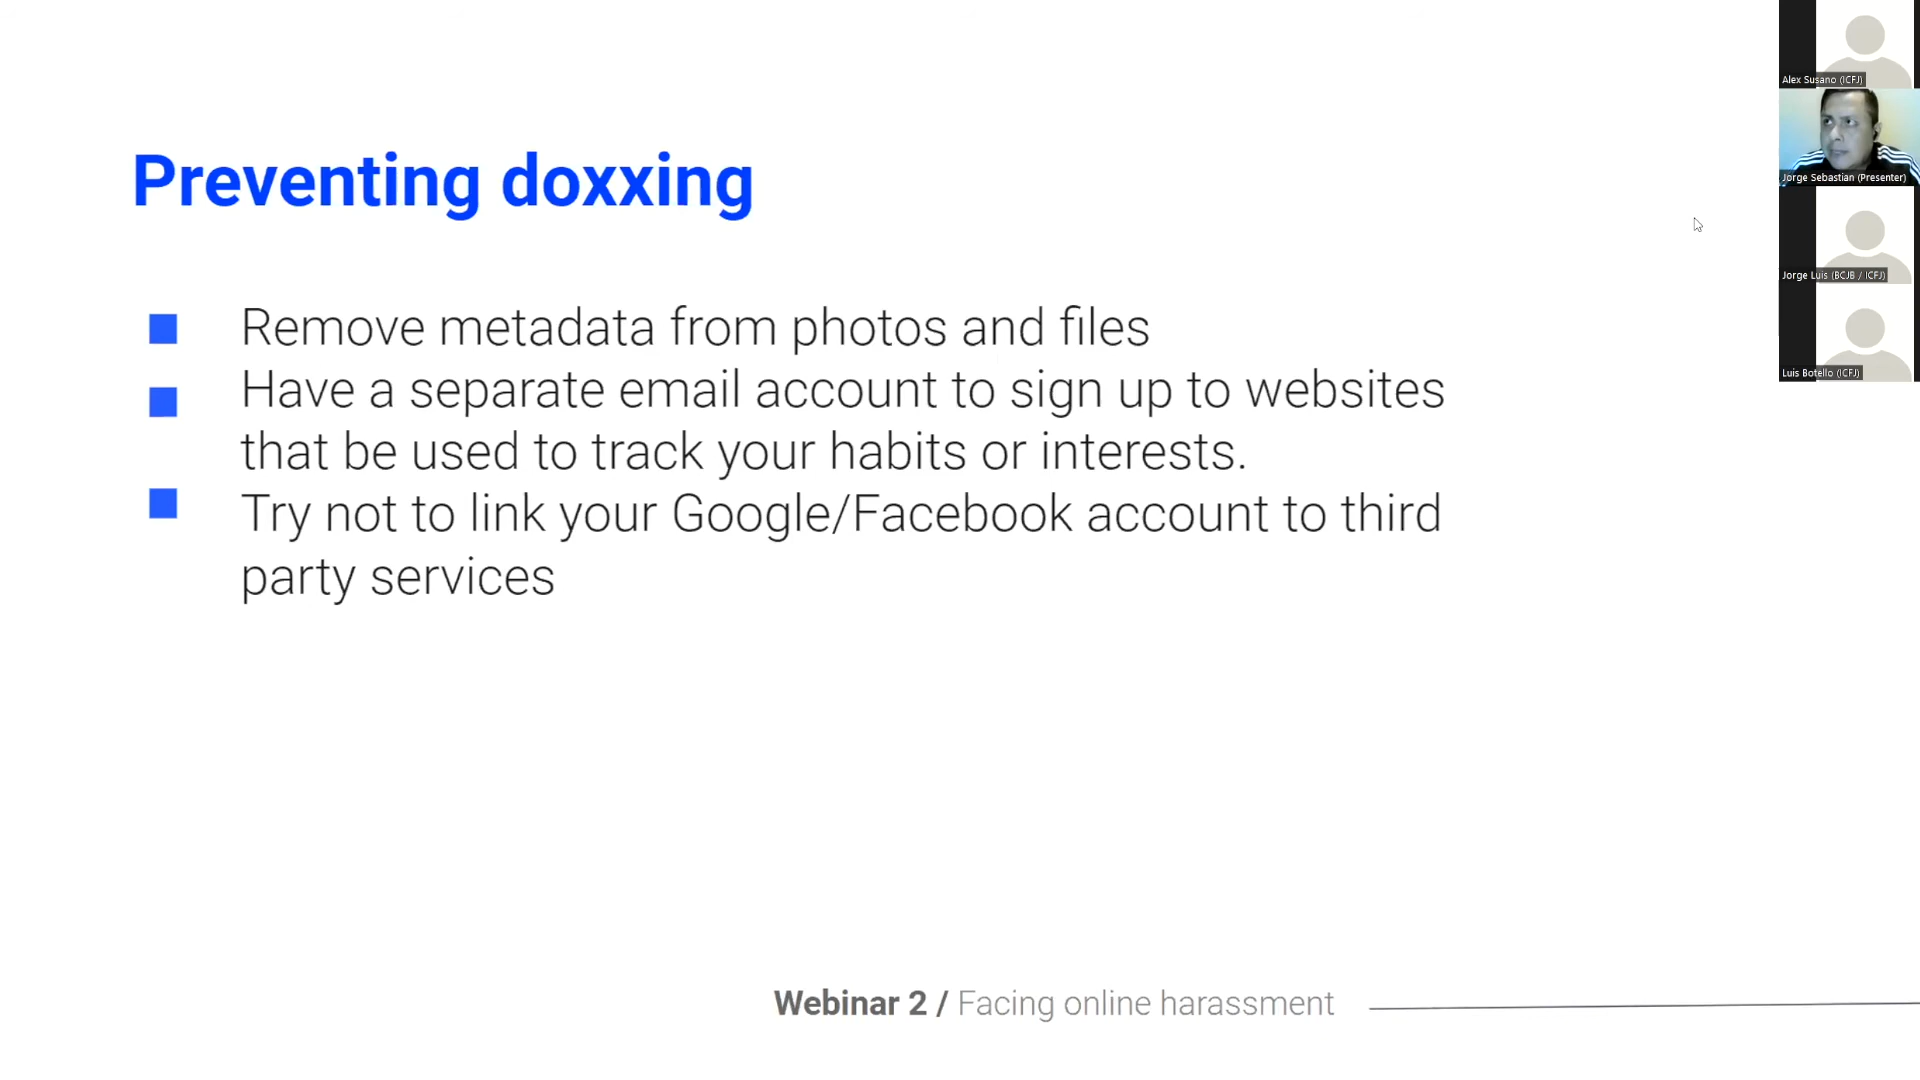 Preventing doxxing
Remove metadata from photos and files
Have a separate email account to sign up to websites
that be used to track your habits or interests.
Try not to link your Google/Facebook account to third
party services
Webinar 2 / Facing online harassment
Alex Susano (ICFJ)
Jorge Sebastian (Presenter)
Jorge Luis (BCJB / ICFJ)
Luis Botello (ICFJ)